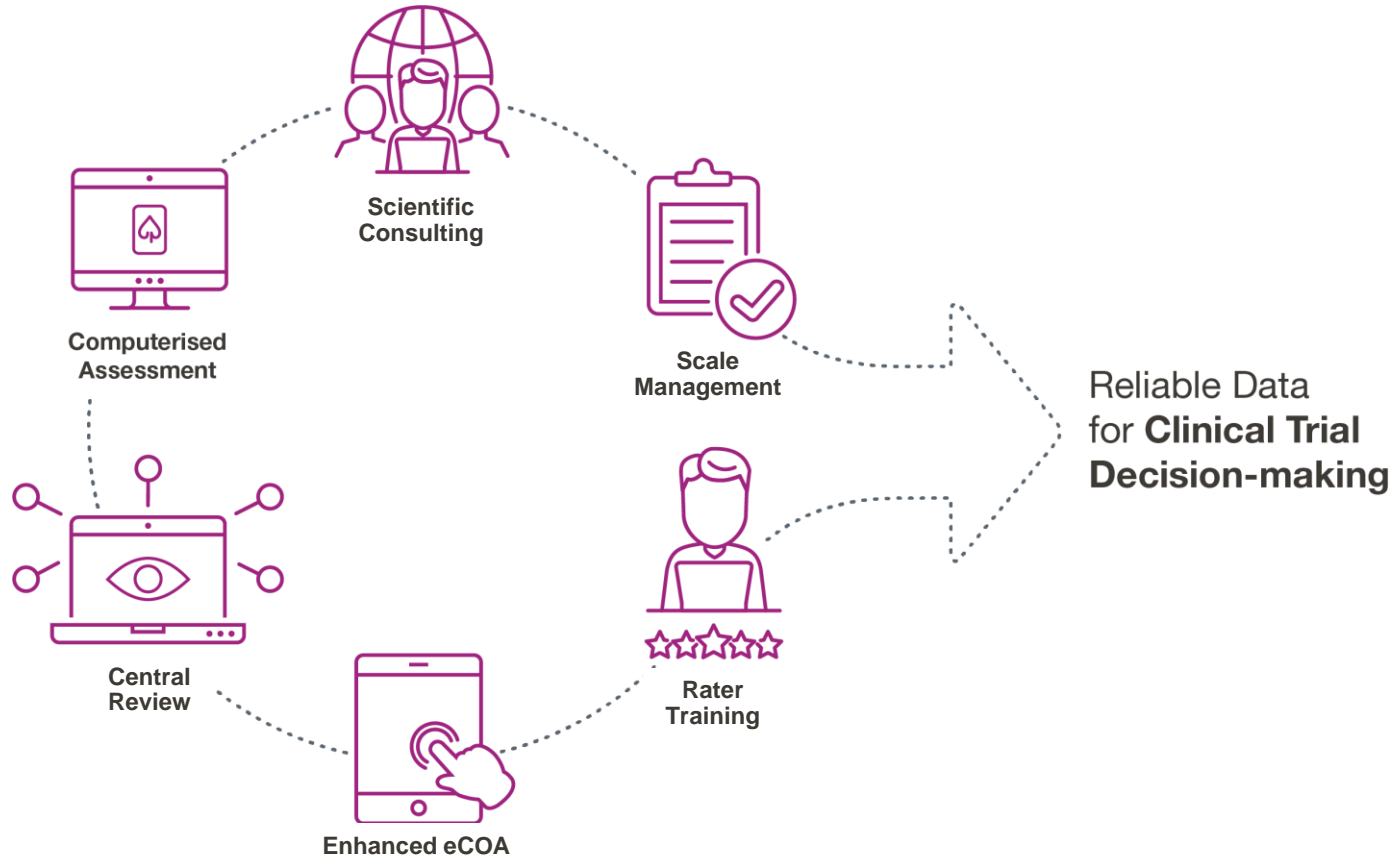 Scientific
Consulting
Computerised
Assessment
Scale
Management
Reliable Data
for Clinical Trial
Decision-making
Central
Review
Rater
Training
Enhanced eCOA